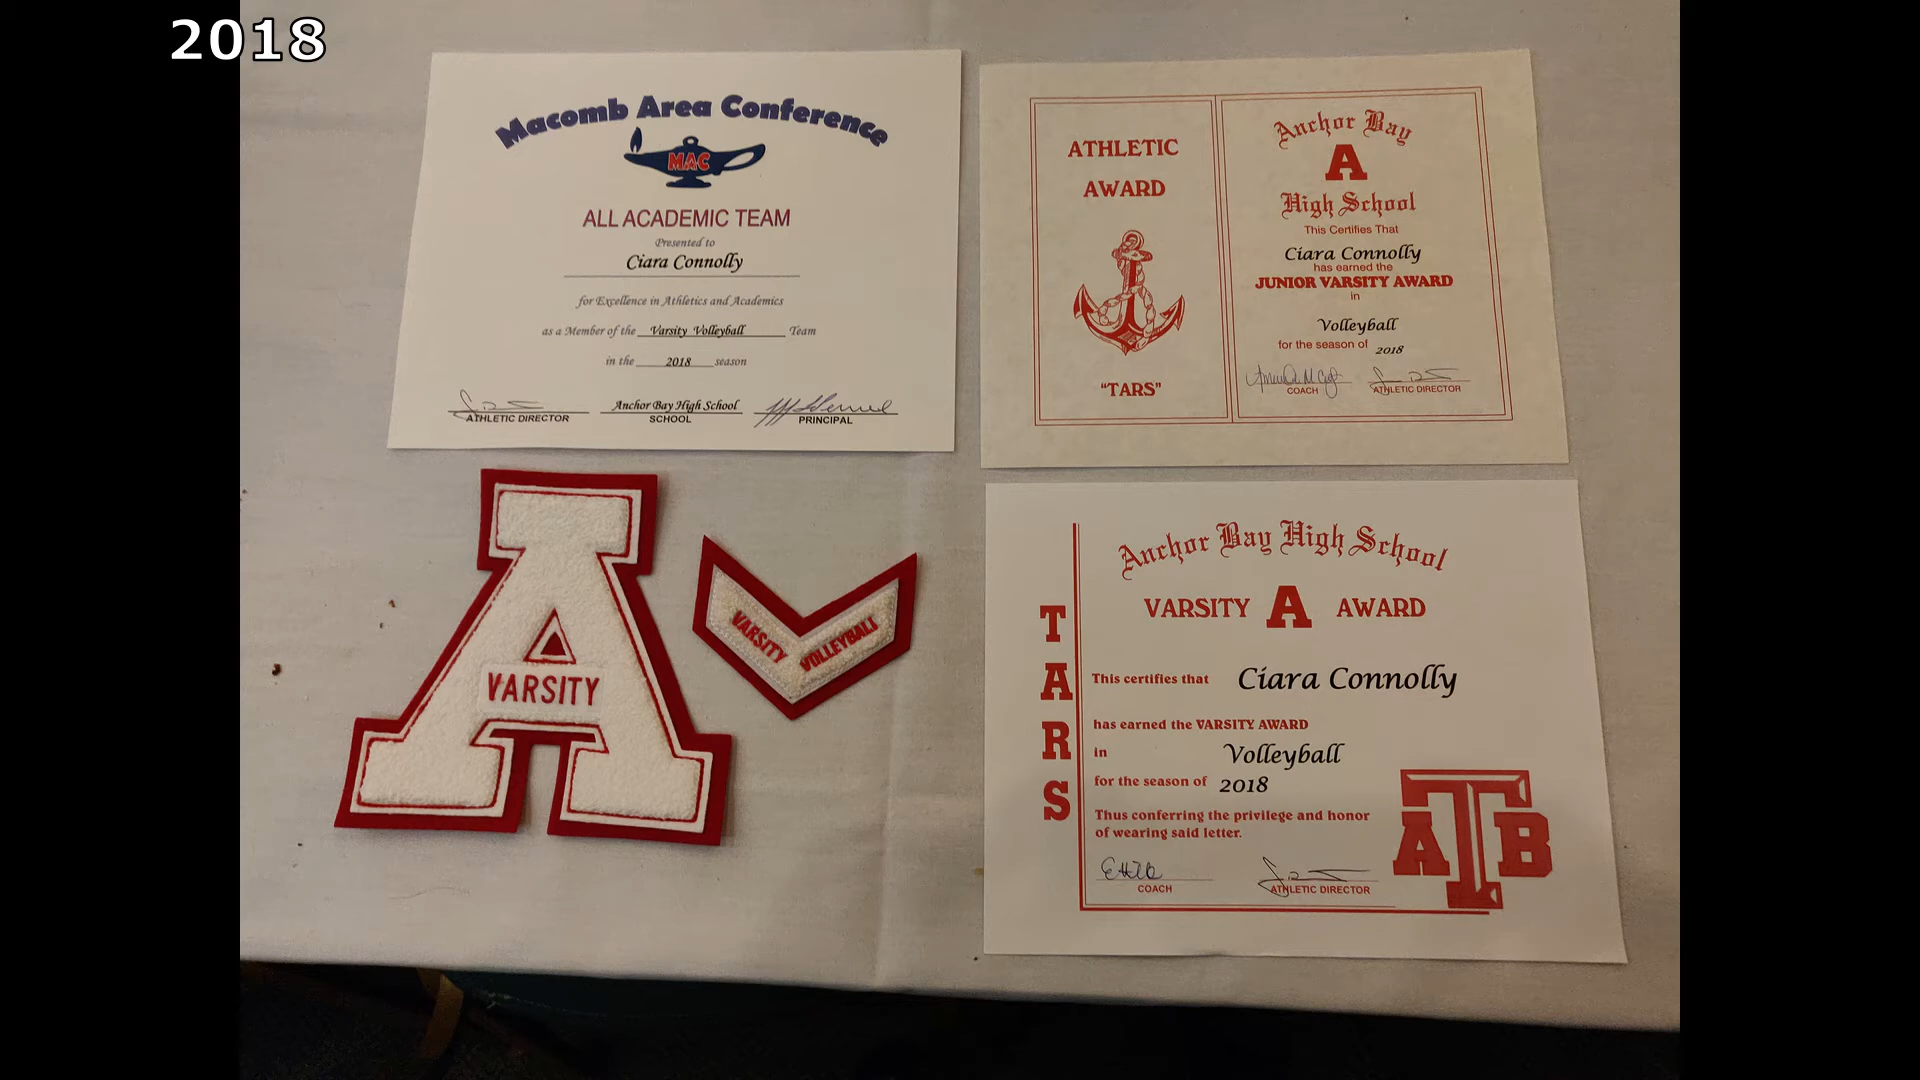 2018
Macomb Area Conference
MAC
ALL ACADEMIC TEAM
Presented to
Ciara Connolly
for Excellence in Athletics and Academics
as a Member of the Varsity Volleyball Team
in the 2018 season
ATHLETIC DIRECTOR
Anchor Bay High School
SCHOOL
PRINCIPAL
ATHLETIC
AWARD
"TARS"
Anchor Bay
A
High School
This Certifies That
Ciara Connolly
has earned the
JUNIOR VARSITY AWARD
in
Volleyball
for the season of 2018
COACH
ATHLETIC DIRECTOR
A
VARSITY
VARSITY VOLLEYBALL
TARS
Anchor Bay High School
VARSITY A AWARD
This certifies that Ciara Connolly
has earned the VARSITY AWARD
in Volleyball
for the season of 2018
Thus conferring the privilege and honor
of wearing said letter.
COACH
ATHLETIC DIRECTOR
ATB